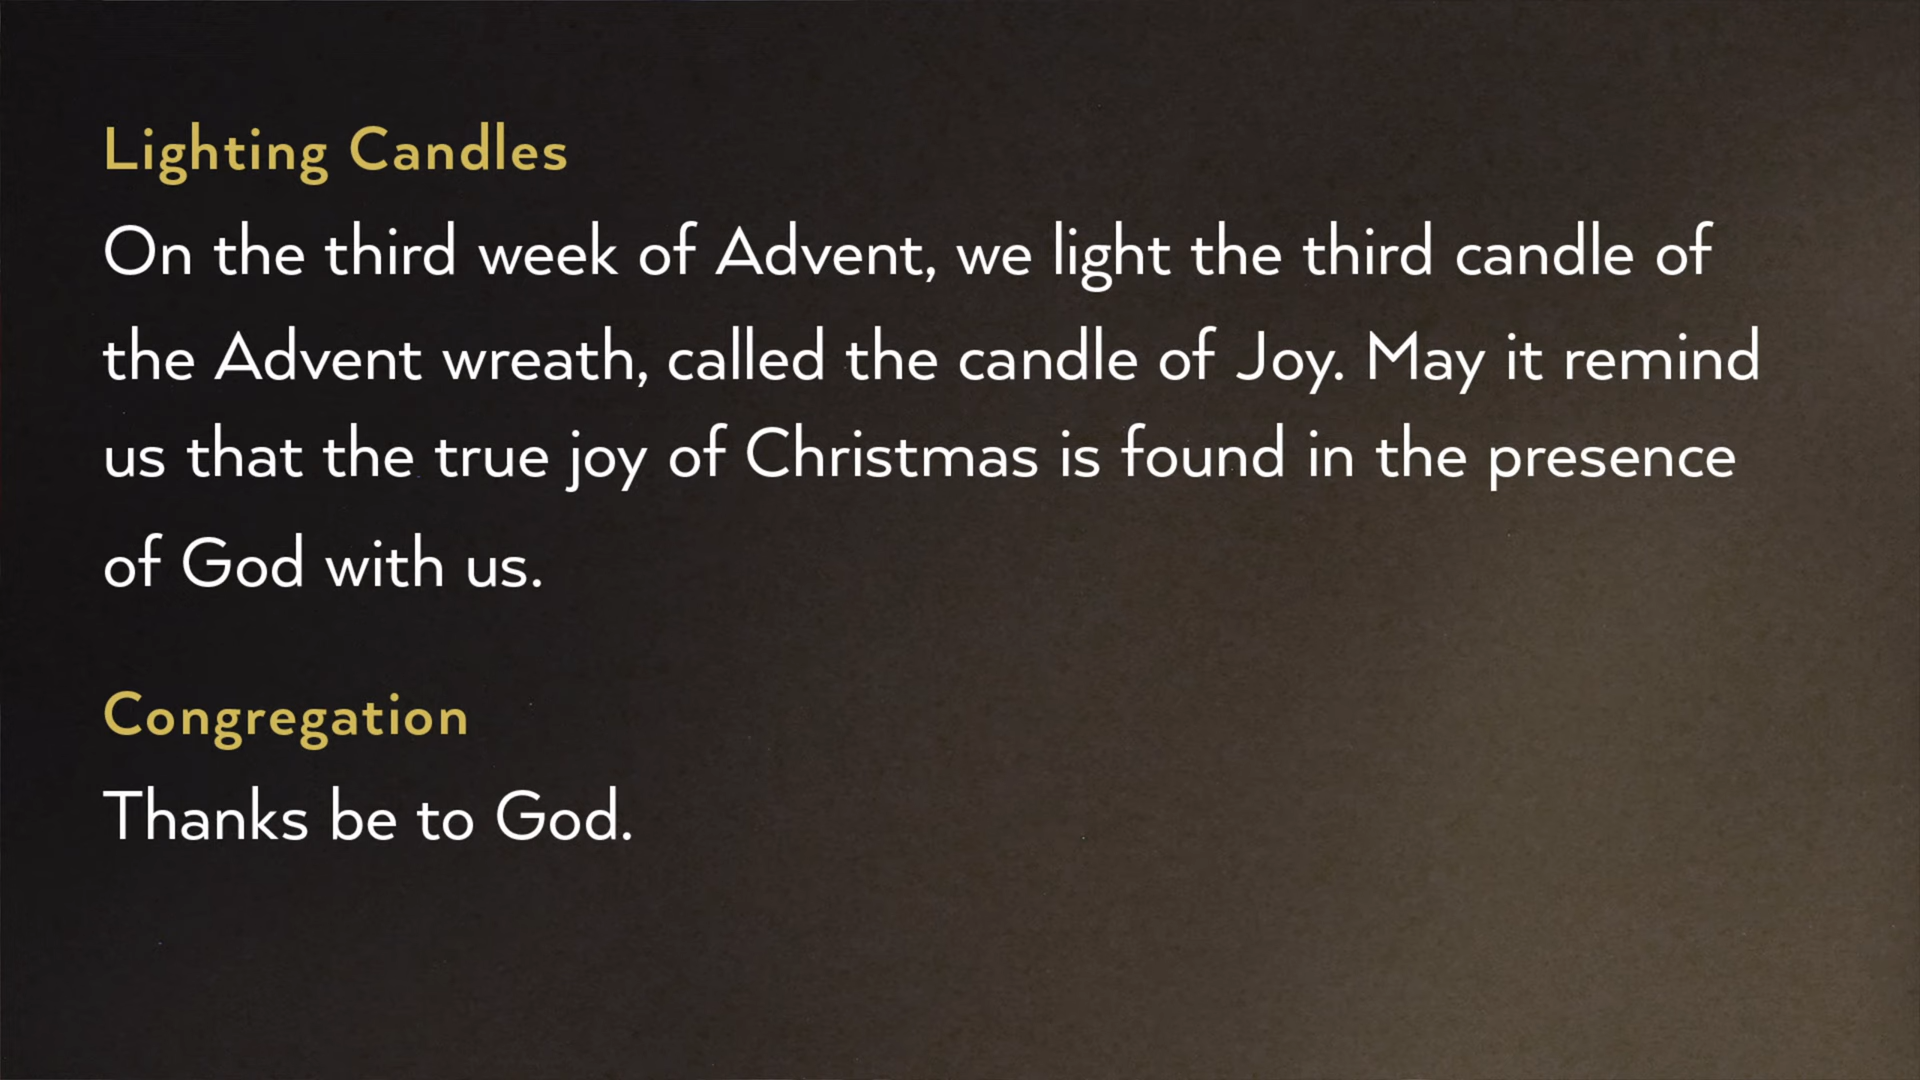 Lighting Candles
On the third week of Advent, we light the third candle of
the Advent wreath, called the candle of Joy. May it remind
us that the true joy of Christmas is found in the presence
of God with us.
Congregation
Thanks be to God.